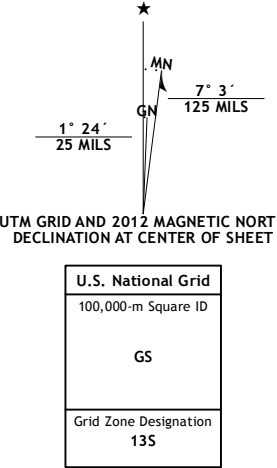 MN
GN
7° 3´
125 MILS
1° 24´
25 MILS
UTM GRID AND 2012 MAGNETIC NORT
DECLINATION AT CENTER OF SHEET
U.S. National Grid
100,000-m Square ID
GS
Grid Zone Designation
13S